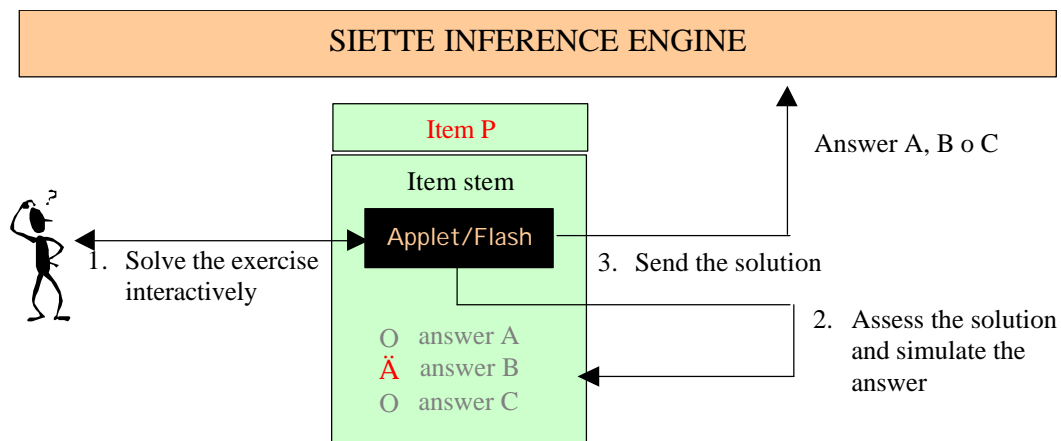 SIETTE INFERENCE ENGINE
Item P
Answer A, B o C
Item stem
?
Applet/Flash
1. Solve the exercise
interactively
3. Send the solution
2. Assess the solution
and simulate the
answer
O answer A
Ä answer B
O answer C